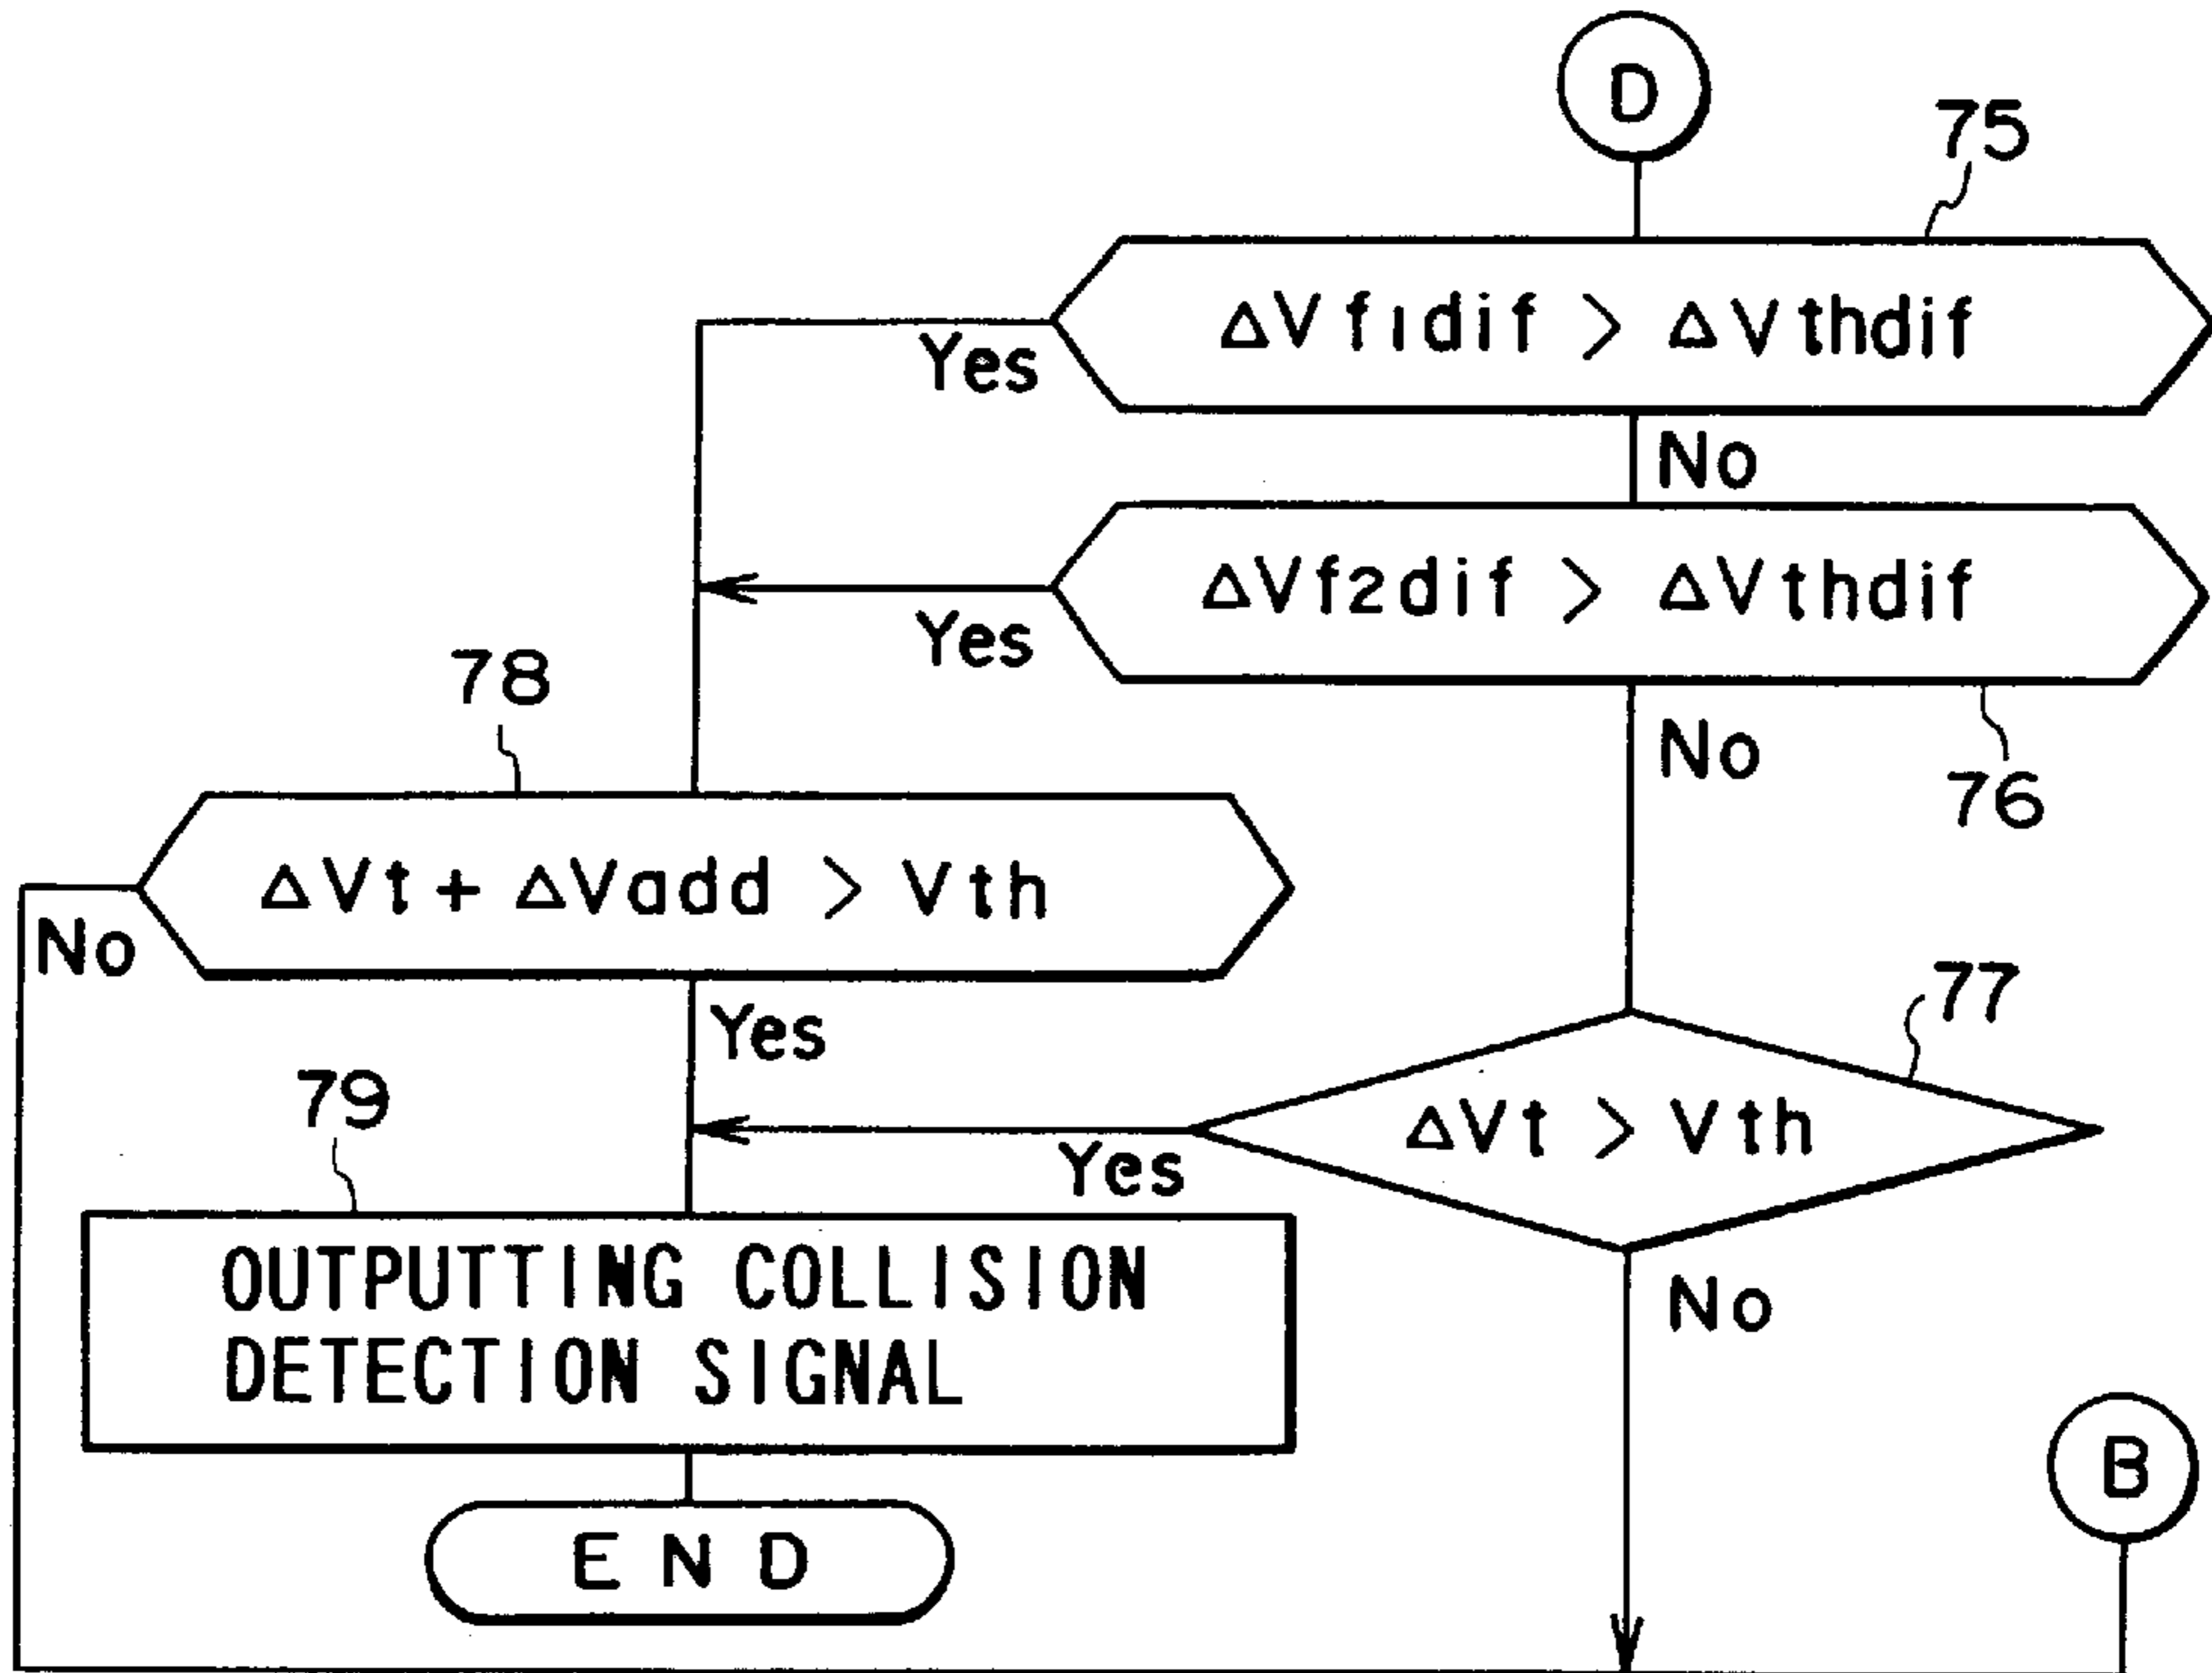 D
75
ΔVf1dif > ΔVthdif
Yes
No
ΔVf2dif > ΔVthdif
Yes
78
No
76
ΔVt + ΔVadd > Vth
No
77
Yes
79
ΔVt > Vth
Yes
OUTPUTTING COLLISION
DETECTION SIGNAL
No
B
END